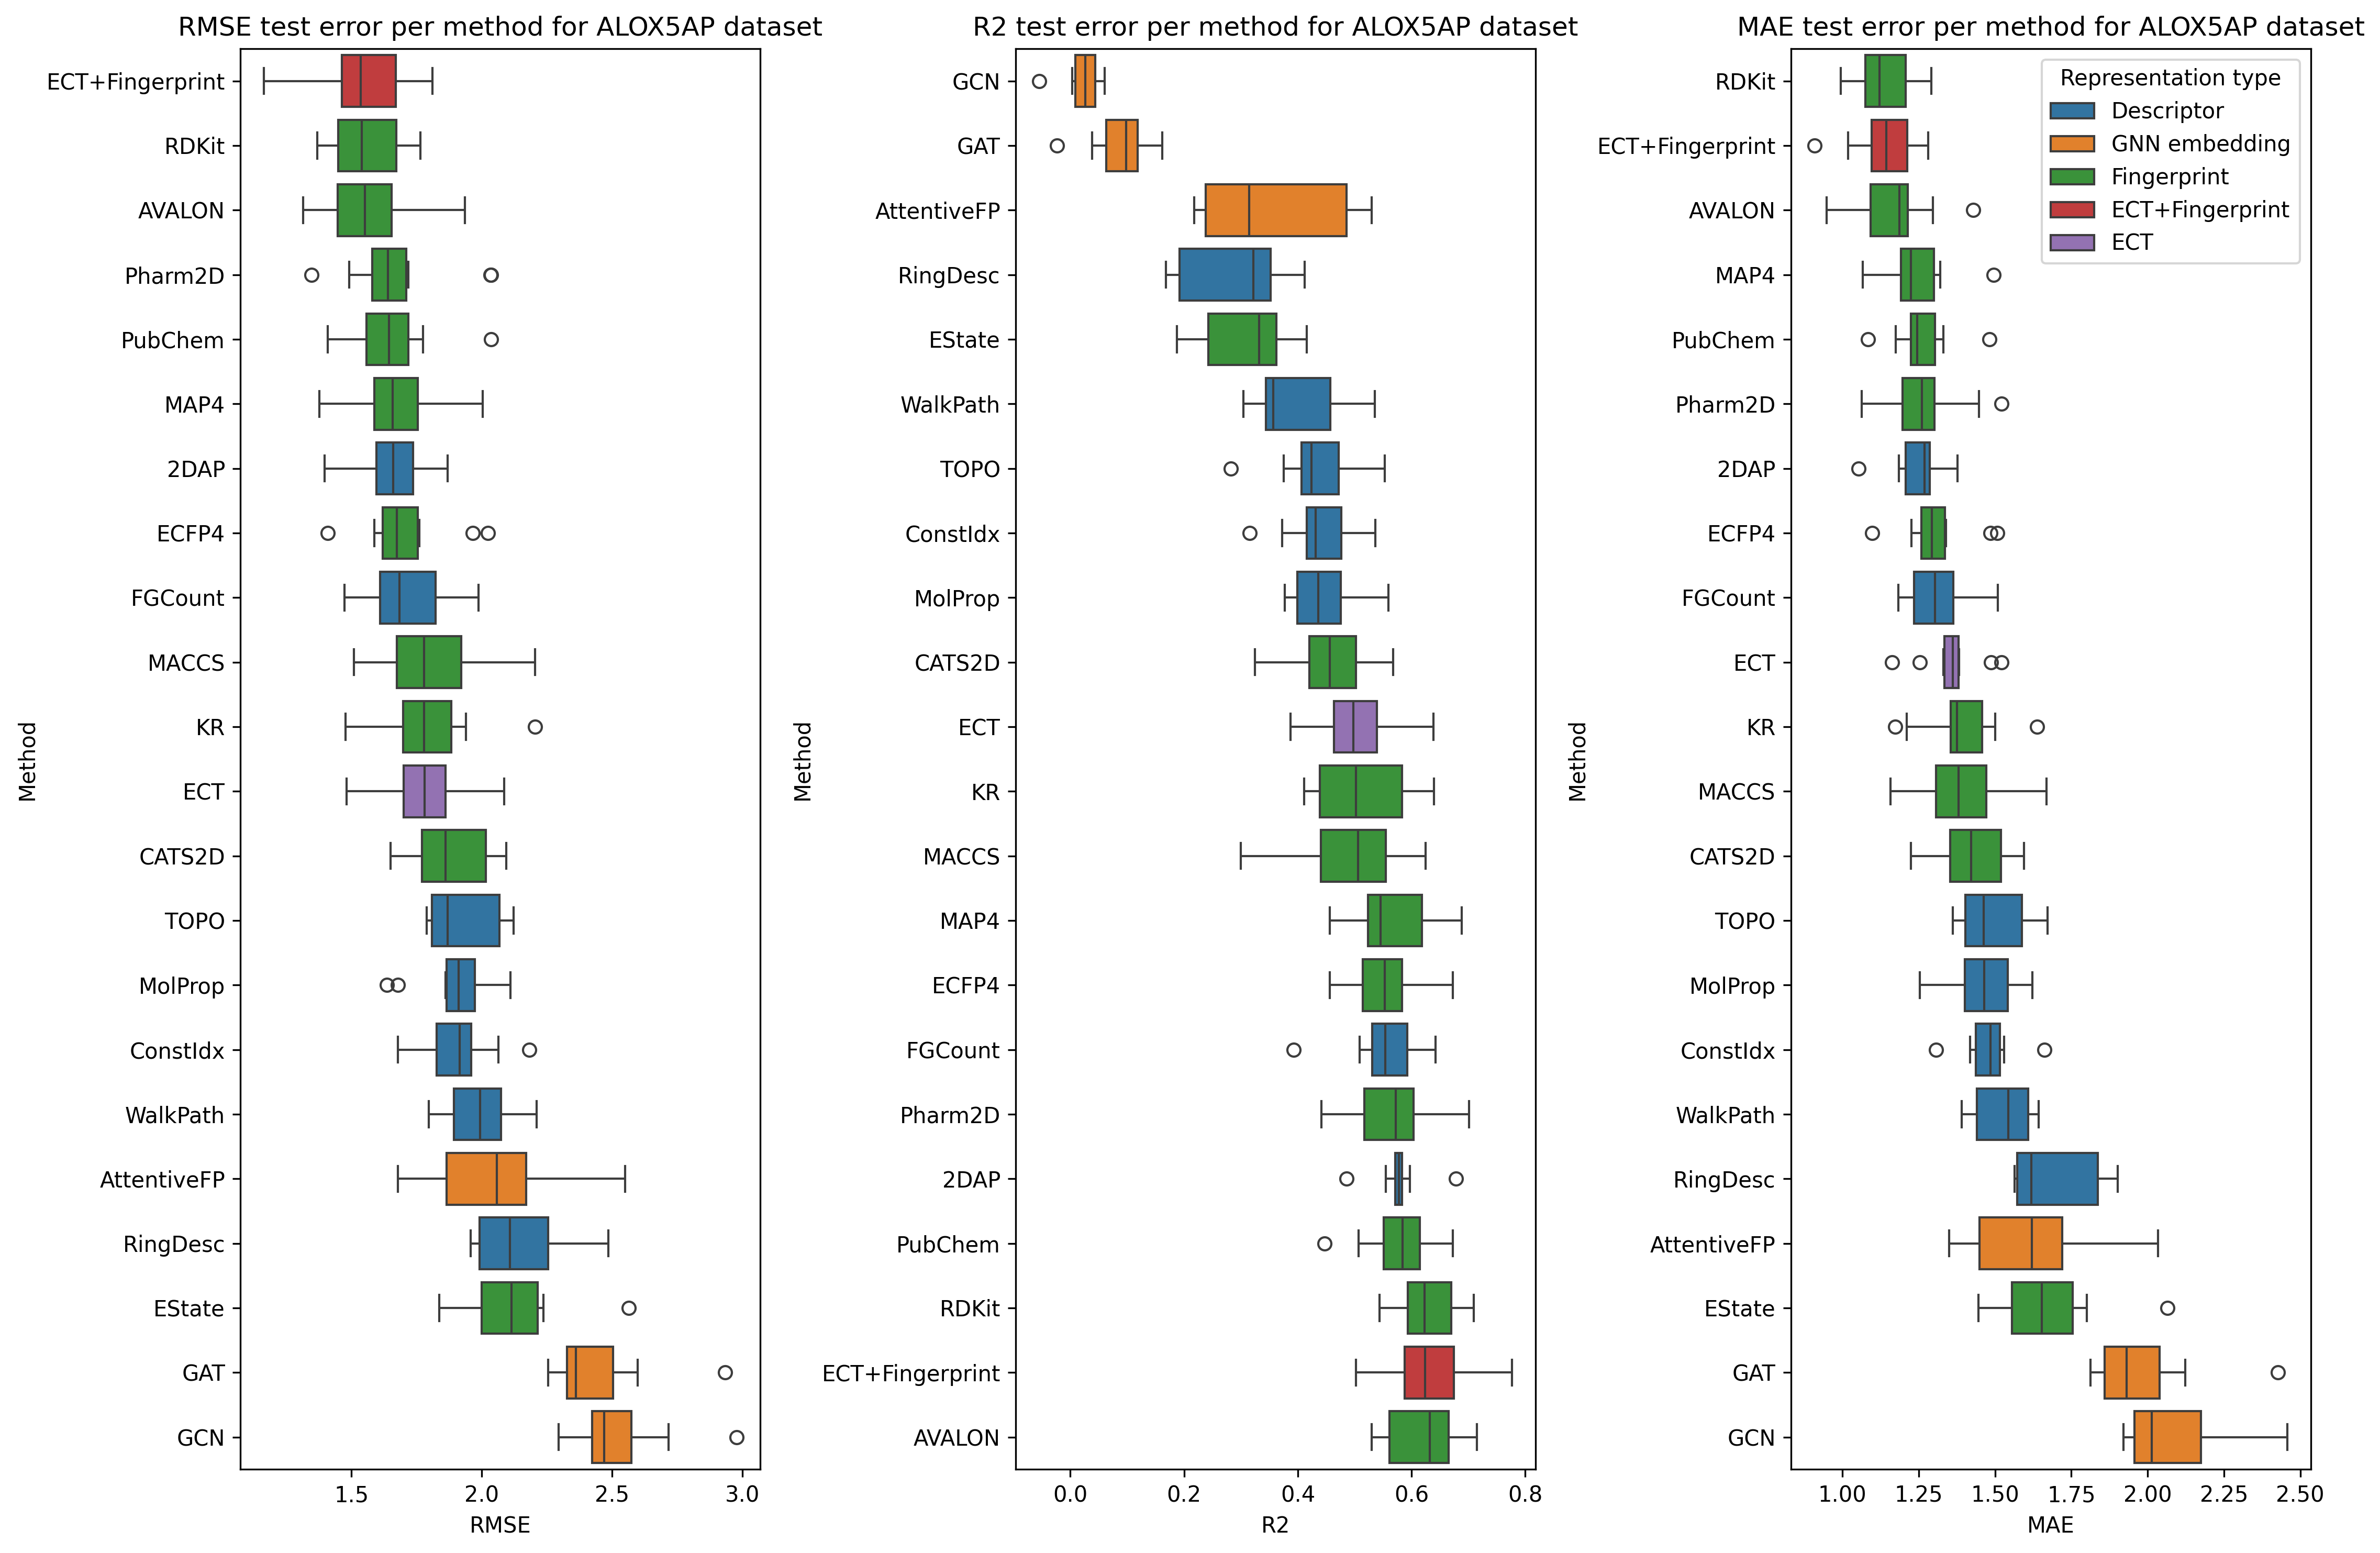 RMSE test error per method for ALOX5AP dataset
ECT+Fingerprint
RDKit
AVALON
Pharm2D
PubChem
MAP4
2DAP
ECFP4
FGCount
MACCS
KR
ECT
CATS2D
TOPO
MolProp
ConstIdx
WalkPath
AttentiveFP
RingDesc
EState
GAT
GCN
Method
1.5 2.0 2.5 3.0
RMSE
R2 test error per method for ALOX5AP dataset
GCN
GAT
AttentiveFP
RingDesc
EState
WalkPath
TOPO
ConstIdx
MolProp
CATS2D
ECT
KR
MACCS
MAP4
ECFP4
FGCount
Pharm2D
2DAP
PubChem
RDKit
ECT+Fingerprint
AVALON
Method
0.0 0.2 0.4 0.6 0.8
R2
MAE test error per method for ALOX5AP dataset
RDKit
ECT+Fingerprint
AVALON
MAP4
PubChem
Pharm2D
2DAP
ECFP4
FGCount
ECT
KR
MACCS
CATS2D
TOPO
MolProp
ConstIdx
WalkPath
RingDesc
AttentiveFP
EState
GAT
GCN
Method
1.00 1.25 1.50 1.75 2.00 2.25 2.50
MAE
Representation type
Descriptor
GNN embedding
Fingerprint
ECT+Fingerprint
ECT